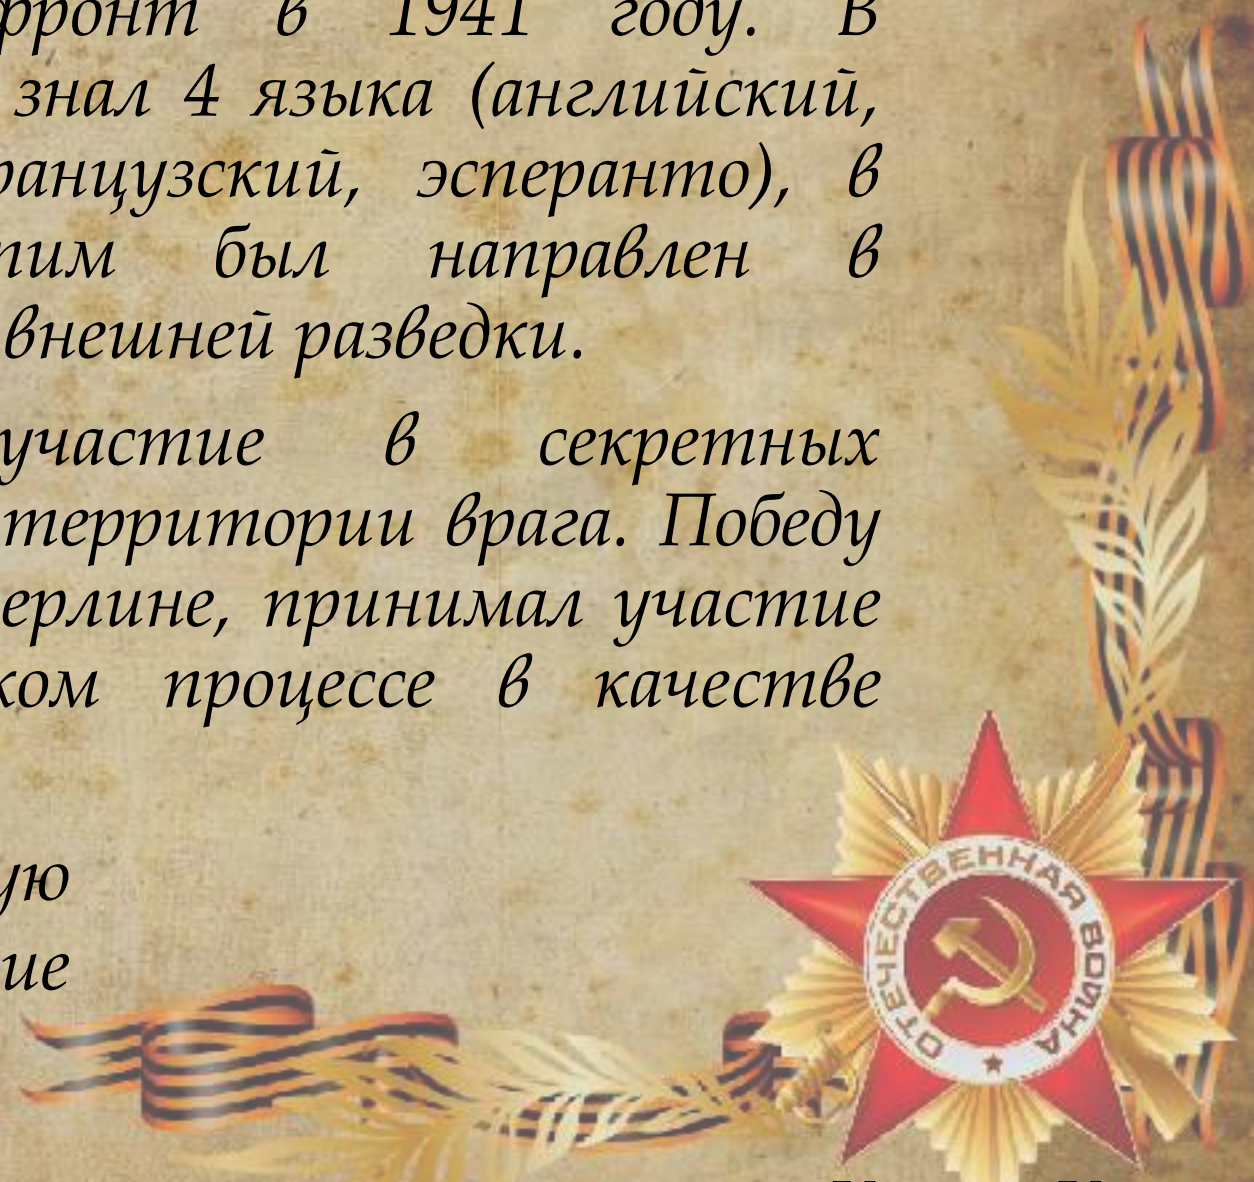 фронт в 1941 году. В
знал 4 языка (английский,
ранцузский, эсперанто), в
тим был направлен в
внешней разведки.
участие в секретных
территории врага. Победу
ерлине, принимал участие
ком процессе в качестве
ую
ие
ОТЕЧЕСТВЕННАЯ ВОЙНА